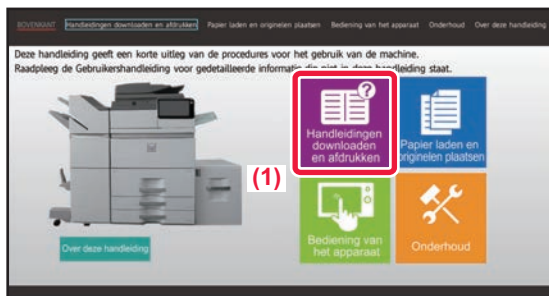 BOVENKANT Handleidingen downloaden en afdrukken Papier laden en originelen plaatsen Bediening van het apparaat Onderhoud Over deze handleiding
Deze handleiding geeft een korte uitleg van de procedures voor het gebruik van de machine.
Raadpleeg de Gebruikershandleiding voor gedetailleerde informatie die niet in deze handleiding staat.
?
Handleidingen
downloaden
en afdrukken
Papier laden en
originelen plaatsen
(1)
Over deze handleiding
Bediening van
het apparaat
Onderhoud